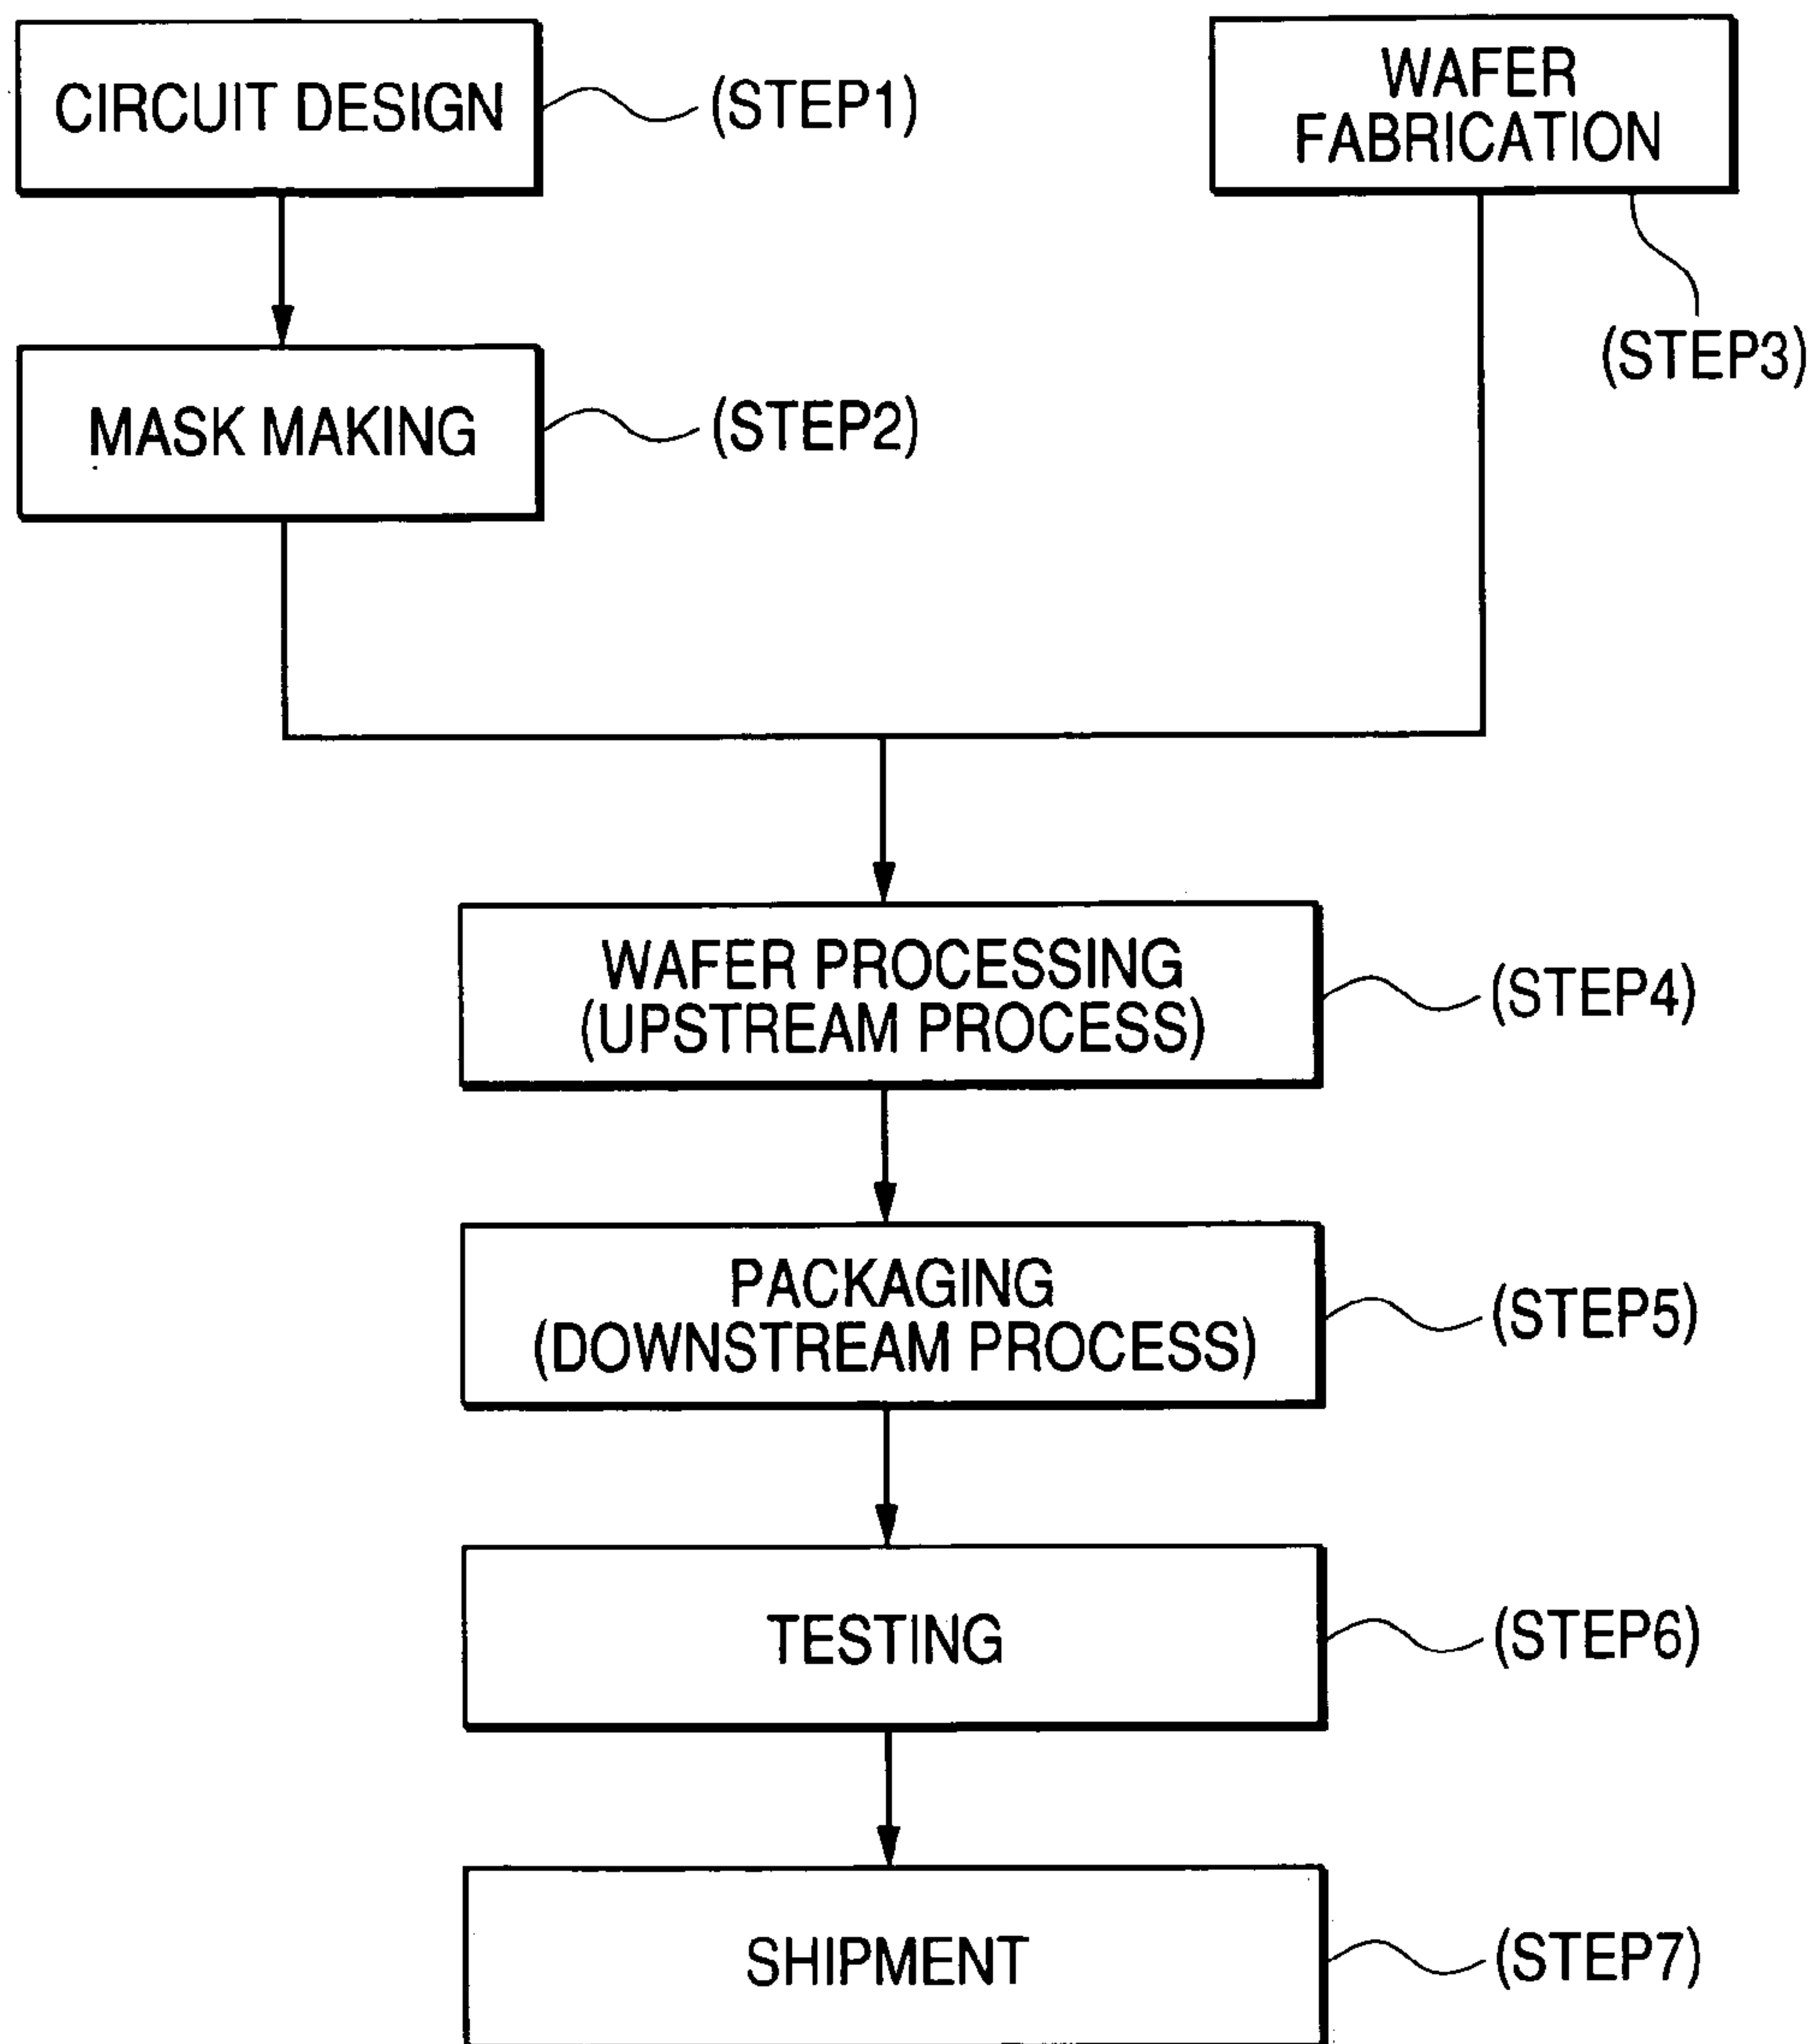 CIRCUIT DESIGN
(STEP1)
WAFER
FABRICATION
(STEP3)
MASK MAKING
(STEP2)
WAFER PROCESSING
(UPSTREAM PROCESS)
(STEP4)
PACKAGING
(DOWNSTREAM PROCESS)
(STEP5)
TESTING
(STEP6)
SHIPMENT
(STEP7)